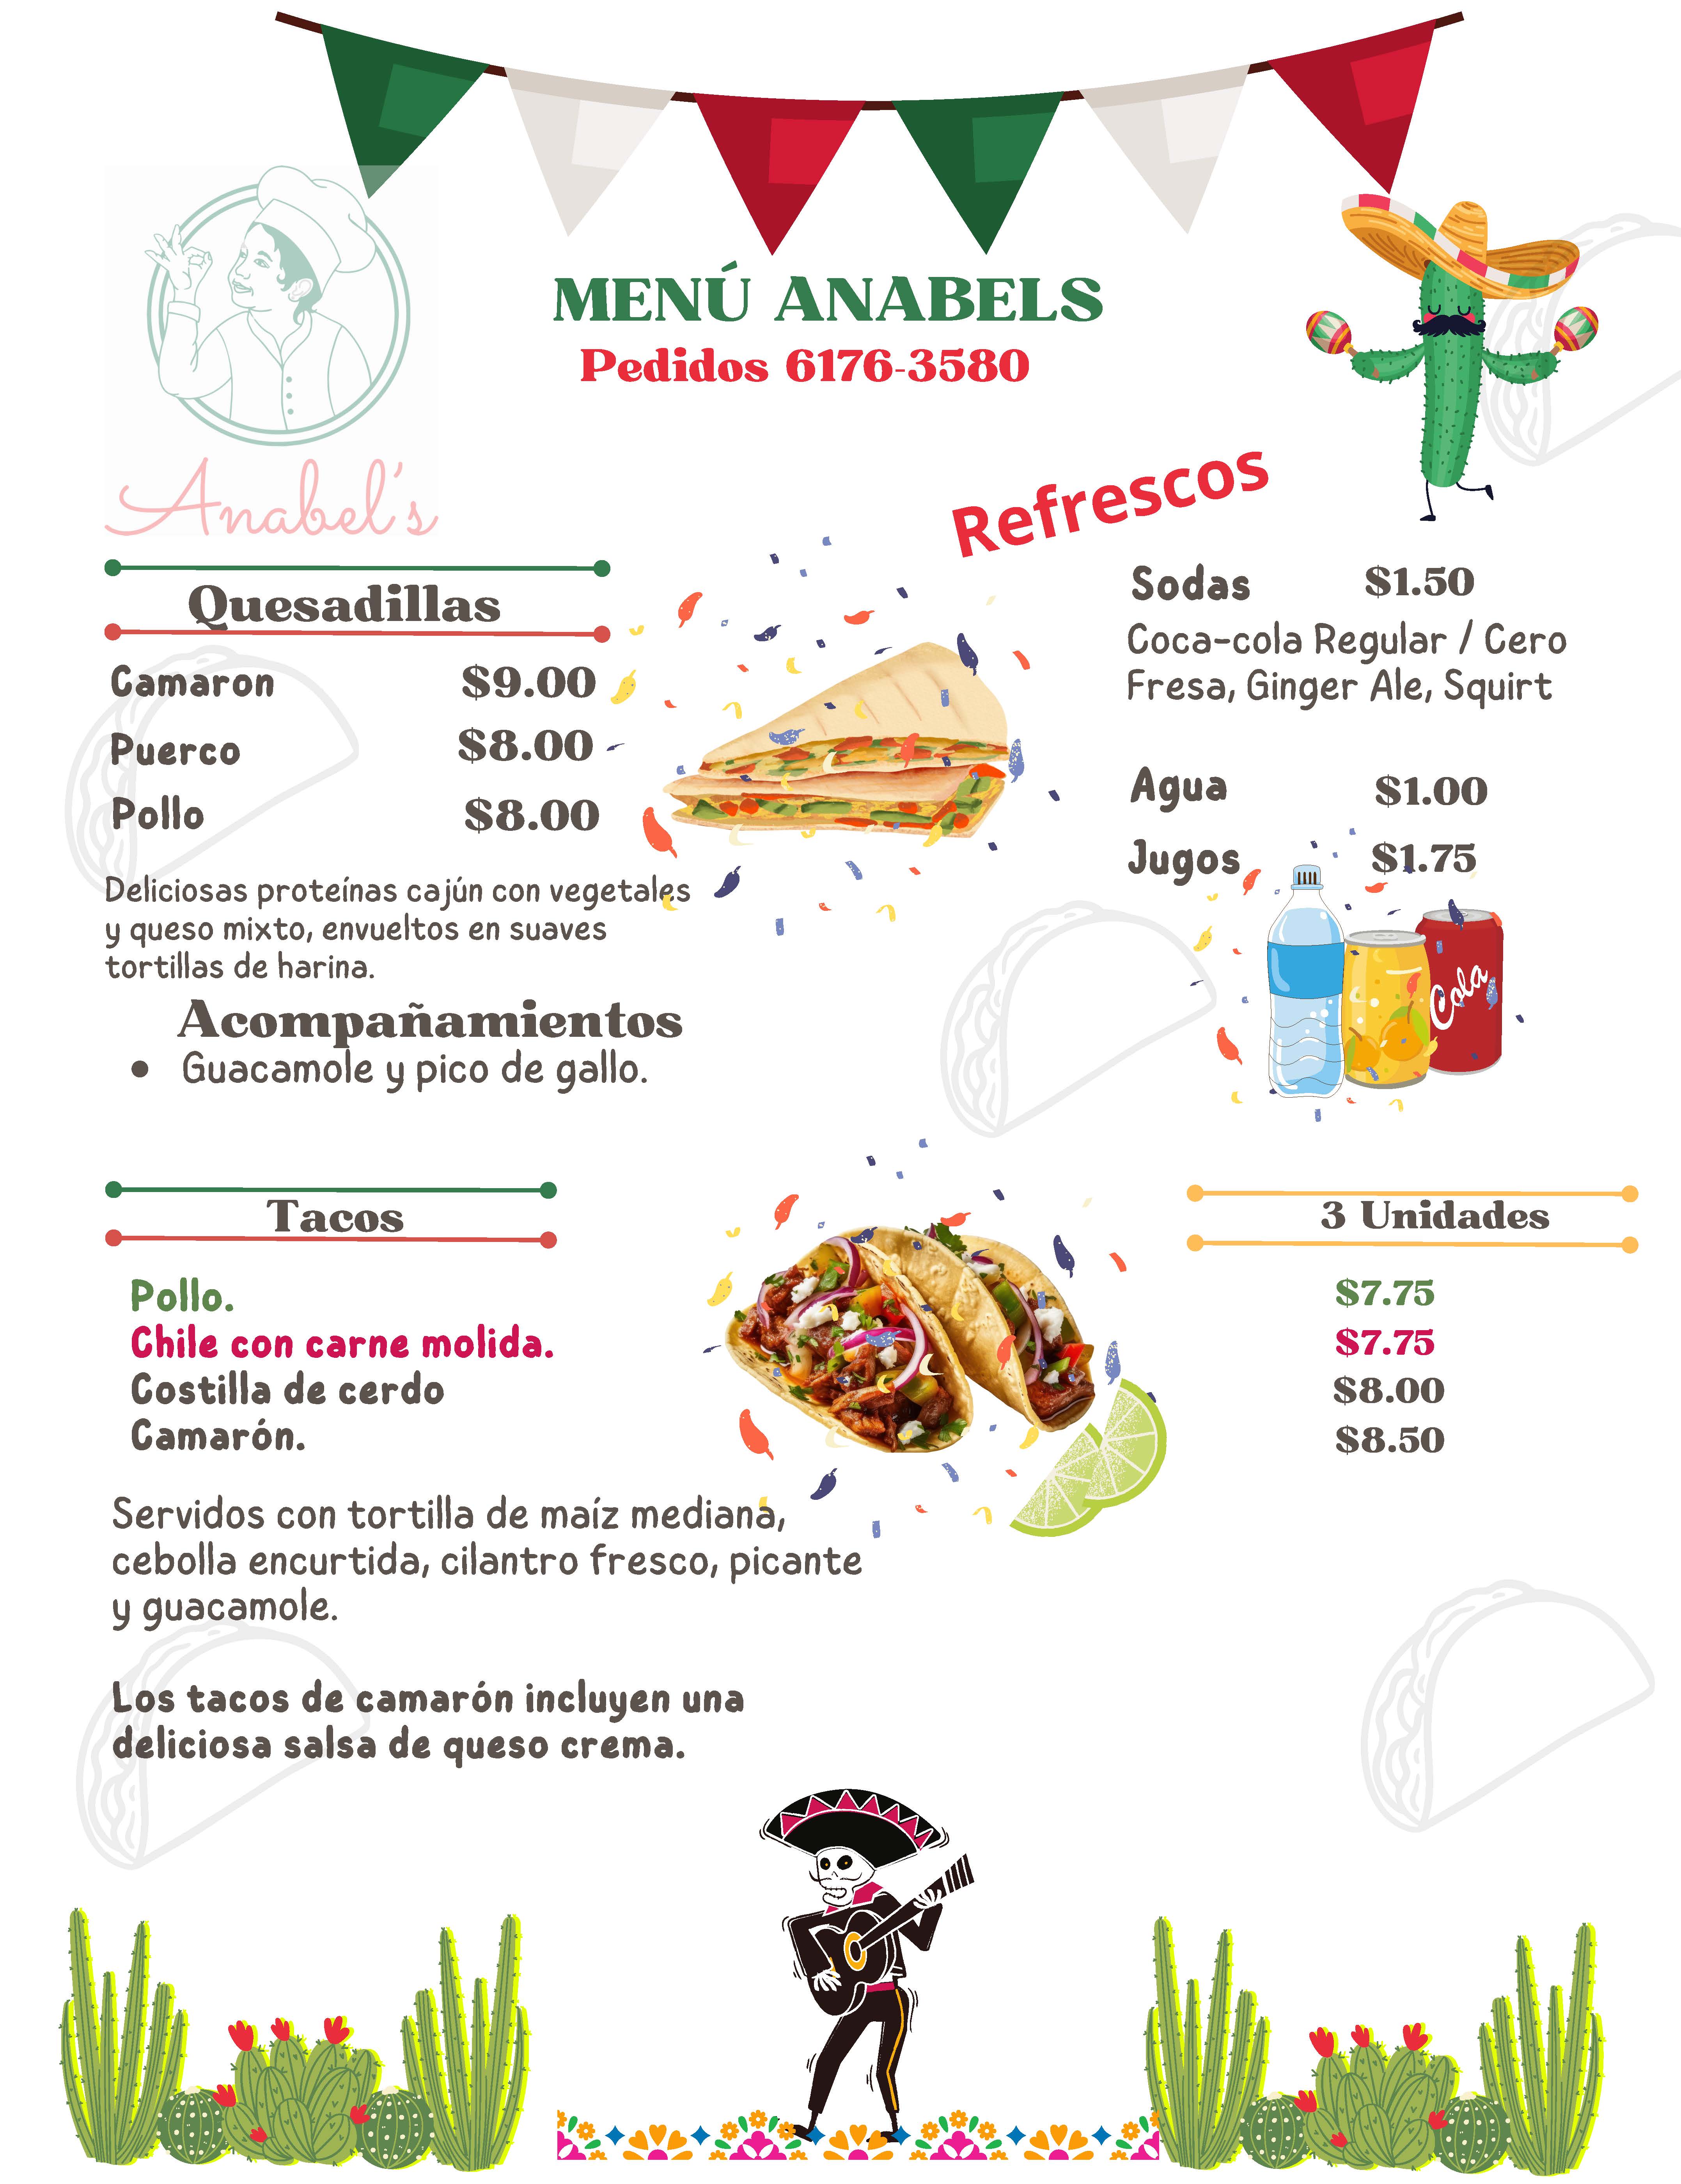 MENÚ ANABELS
Pedidos 6176-3580
Anabel's
Refrescos
Quesadillas
Camaron $9.00
Puerco $8.00
Pollo $8.00
Deliciosas proteínas cajún con vegetales
y queso mixto, envueltos en suaves
tortillas de harina.
Acompañamientos
• Guacamole y pico de gallo.
Sodas $1.50
Coca-cola Regular / Cero
Fresa, Ginger Ale, Squirt
Agua $1.00
Jugos $1.75
Cola
Tacos
3 Unidades
Pollo. $7.75
Chile con carne molida. $7.75
Costilla de cerdo $8.00
Camarón. $8.50
Servidos con tortilla de maíz mediana,
cebolla encurtida, cilantro fresco, picante
y guacamole.
Los tacos de camarón incluyen una
deliciosa salsa de queso crema.